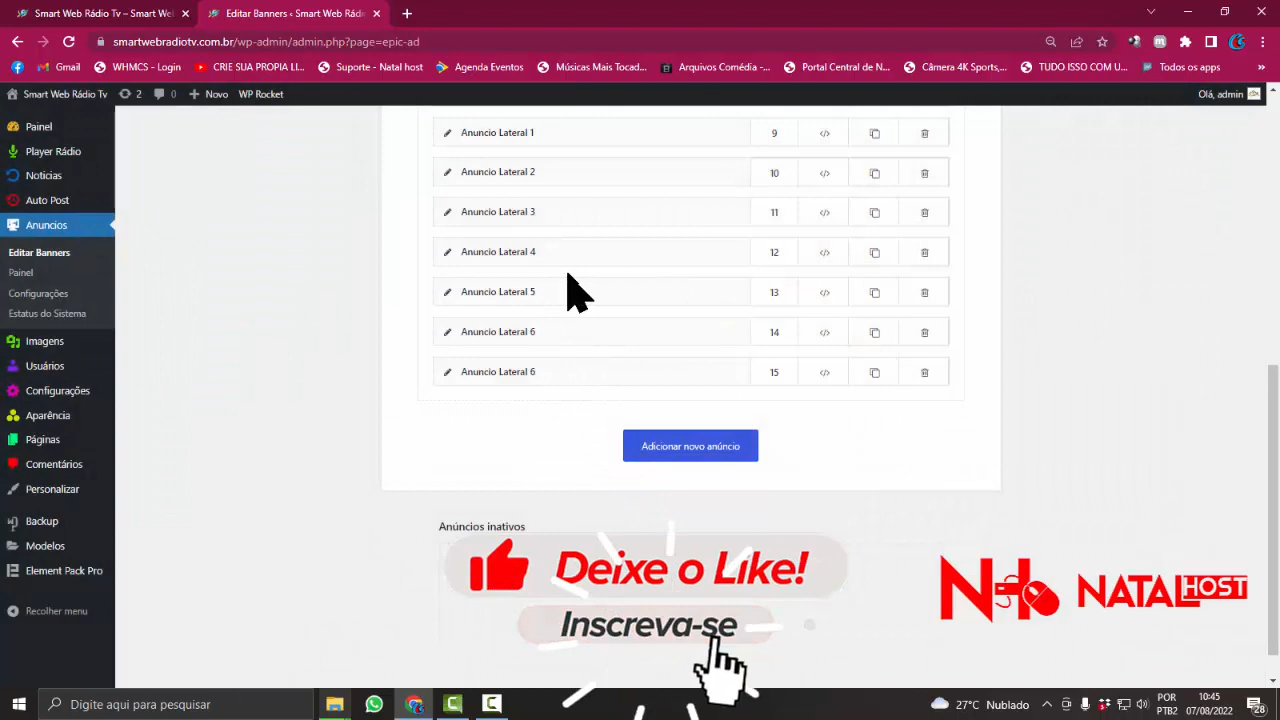 Smart Web Rádio Tv – Smart Web R
Editar Banners ‹ Smart Web Rádi
smartwebradiotv.com.br/wp-admin/admin.php?page=epic-ad
Gmail
WHMCS - Login
CRIE SUA PROPIA LI...
Suporte - Natal host
Agenda Eventos
Músicas Mais Tocad...
Arquivos Comédia –...
Portal Central de N...
Câmera 4K Sports,...
TUDO ISSO COM U...
Todos os apps
»
Smart Web Rádio Tv
2
0
Novo
WP Rocket
Olá, admin
Painel
Player Rádio
Noticias
Auto Post
Anuncios
Editar Banners
Painel
Configurações
Estatus do Sistema
Imagens
Usuários
Configurações
Aparência
Páginas
Comentários
Personalizar
Backup
Modelos
Element Pack Pro
Recolher menu
Anuncio Lateral 1
9
Anuncio Lateral 2
10
Anuncio Lateral 3
11
Anuncio Lateral 4
12
Anuncio Lateral 5
13
Anuncio Lateral 6
14
Anuncio Lateral 6
15
Adicionar novo anúncio
Anúncios inativos
Deixe o Like!
Inscreva-se
NH
NATAL HOST
Digite aqui para pesquisar
27°C Nublado
POR
PTB2
10:45
07/08/2022
28